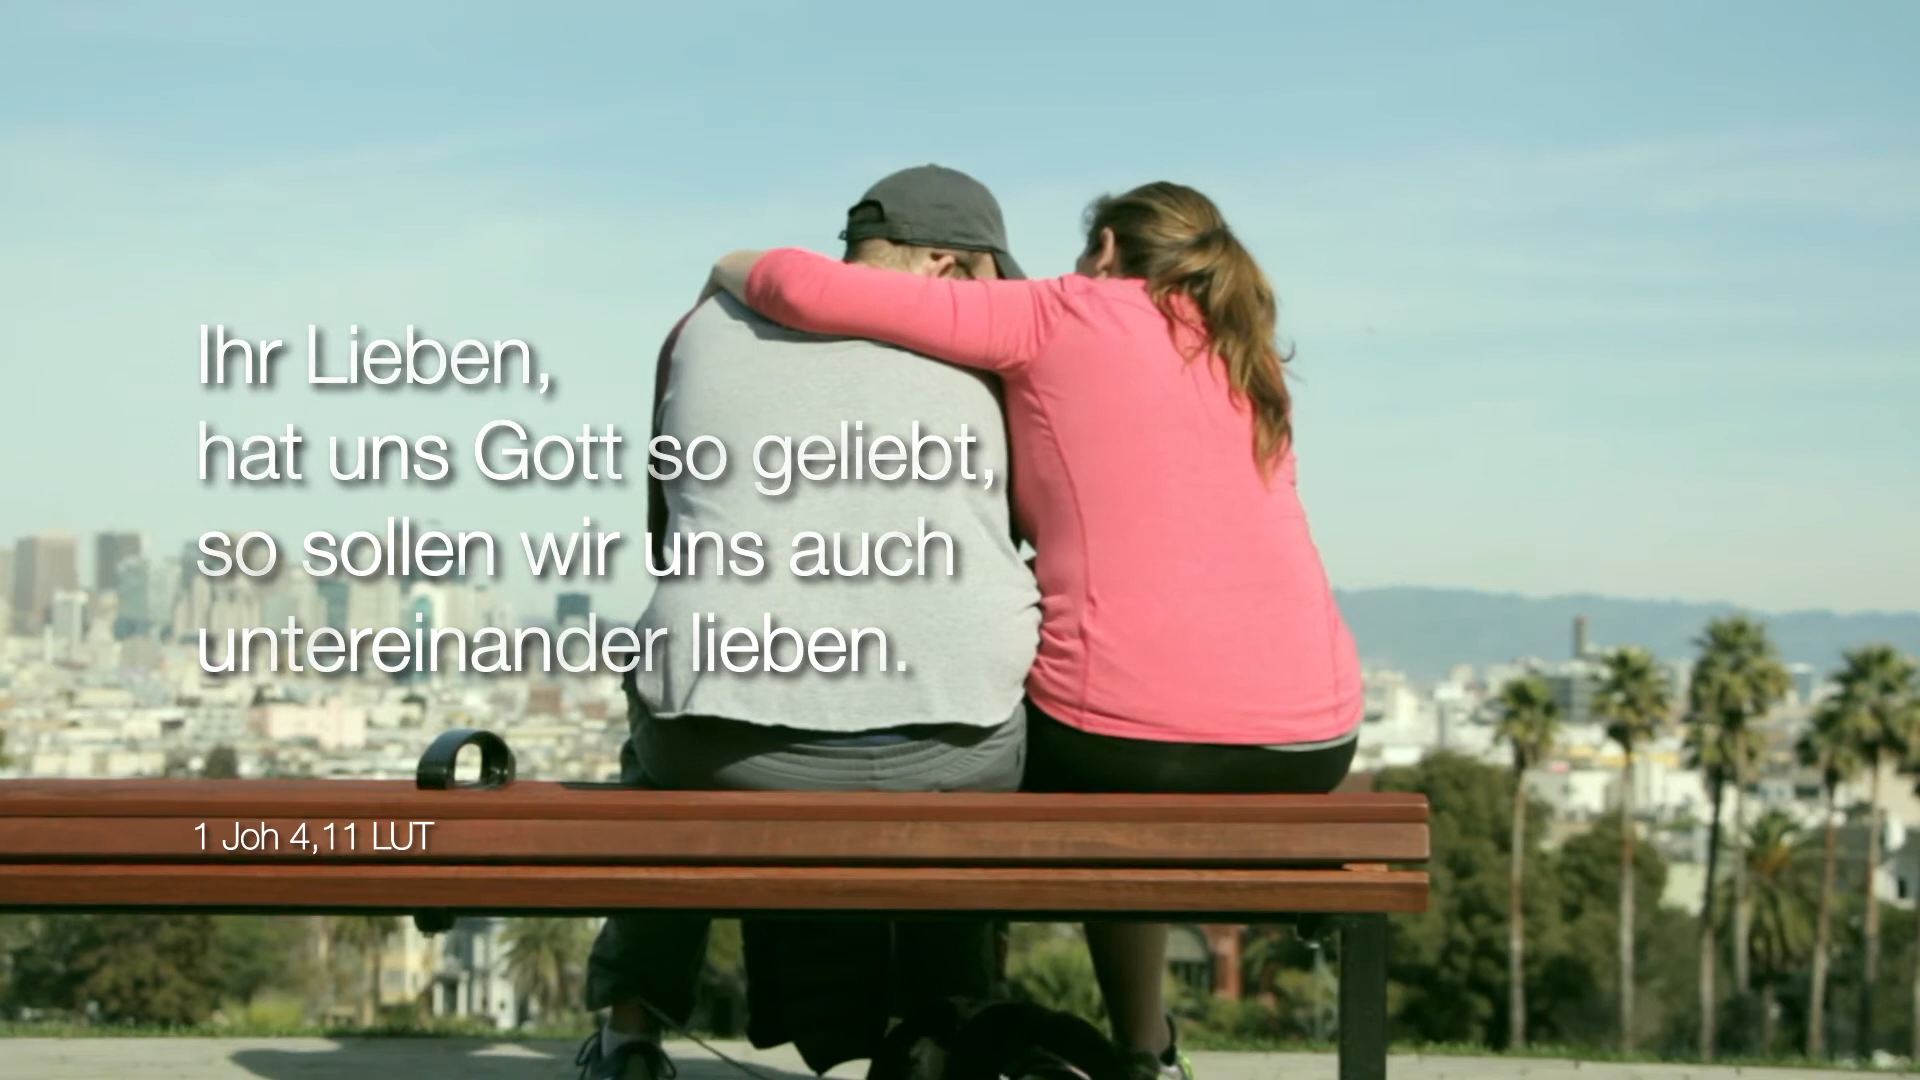 Ihr Lieben,
hat uns Gott so geliebt,
so sollen wir uns auch
untereinander lieben.
1 Joh 4,11 LUT